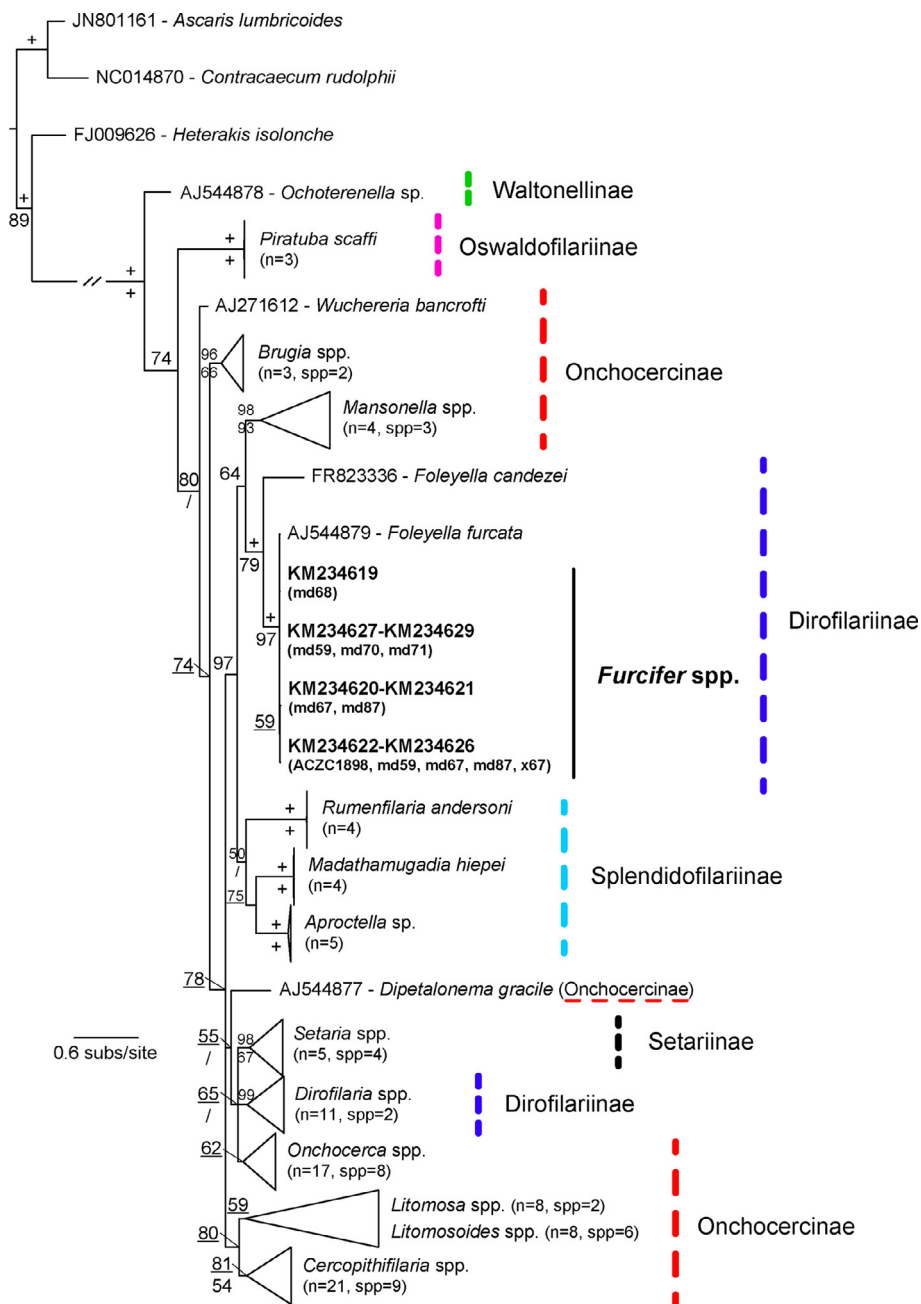 JN801161 - Ascaris lumbricoides
+
NC014870 - Contracaecum rudolphii
FJ009626 - Heterakis isolonche
+
89
AJ544878 - Ochoterenella sp.
Waltonellinae
+
+
Piratuba scaffi
(n=3)
Oswaldofilariinae
//
+
+
AJ271612 - Wuchereria bancrofti
74
96
66
Brugia spp.
(n=3, spp=2)
Onchocercinae
98
93
Mansonella spp.
(n=4, spp=3)
80
/
64
FR823336 - Foleyella candezei
AJ544879 - Foleyella furcata
+
79
KM234619
(md68)
+
97
KM234627-KM234629
(md59, md70, md71)
Dirofilariinae
74
97
KM234620-KM234621
(md67, md87)
Furcifer spp.
59
KM234622-KM234626
(ACZC1898, md59, md67, md87, x67)
+
+
Rumenfilaria andersoni
(n=4)
50
/
+
+
Madathamugadia hiepei
(n=4)
Splendidofilariinae
75
+
+
Aproctella sp.
(n=5)
78
AJ544877 - Dipetalonema gracile (Onchocercinae)
0.6 subs/site
55
/
98
67
Setaria spp.
(n=5, spp=4)
Setariinae
65
/
99
Dirofilaria spp.
(n=11, spp=2)
Dirofilariinae
62
Onchocerca spp.
(n=17, spp=8)
59
Litomosa spp. (n=8, spp=2)
Litomosoides spp. (n=8, spp=6)
Onchocercinae
80
81
54
Cercopithifilaria spp.
(n=21, spp=9)